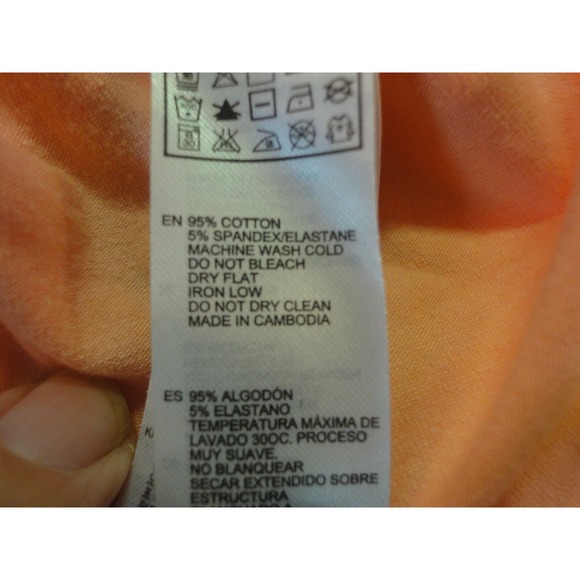 EN 95% COTTON
5% SPANDEX/ELASTANE
MACHINE WASH COLD
DO NOT BLEACH
DRY FLAT
IRON LOW
DO NOT DRY CLEAN
MADE IN CAMBODIA
ES 95% ALGODÓN
5% ELASTANO
TEMPERATURA MÁXIMA DE
LAVADO 30OC. PROCESO
MUY SUAVE.
NO BLANQUEAR
SECAR EXTENDIDO SOBRE
ESTRUCTURA